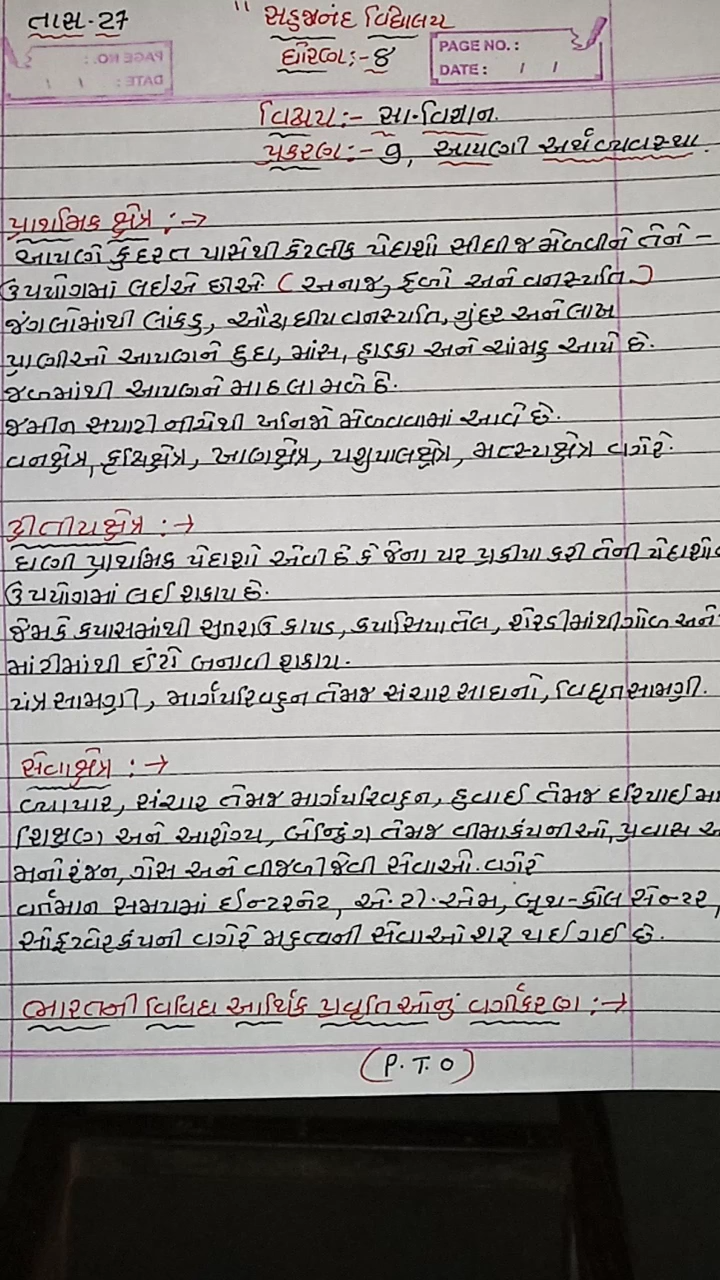 તાસ-27
" સહજાનંદ વિદ્યાલય
ધોરણ:-8
PAGE NO.:
DATE: / /
વિષય:- સા.વિજ્ઞાન.
પ્રકરણ:- 9, આપણી અર્થવ્યવસ્થા.
પ્રાથમિક ક્ષેત્ર :→
આપણે કુદરત પાસેથી કેટલીક પેદાશો સીધી જ મેળવીને તેને -
ઉપયોગમાં લઇએ છીએ. (અનાજ, ફળો અને વનસ્પતિ.)
જંગલોમાંથી લાકડુ, ઔષધીય વનસ્પતિ, ગુંદર અને લાખ
પ્રાણીઓ આપણને દુધ, માંસ, હાડકા અને ચામડુ આપે છે.
જળમાંથી આપણને માછલા મળે છે.
જમીન સપાટી નીચેથી ખનિજો મેળવવામાં આવે છે.
વનક્ષેત્ર, કૃષિક્ષેત્ર, ખાણક્ષેત્ર, પશુપાલક્ષેત્ર, મત્સ્યક્ષેત્ર વગેરે.
દ્વીતીયક્ષેત્ર :→
ઘણી પ્રાથમિક પેદાશો એવી છે કે જેના પર પ્રક્રીયા કરી તેની પેદાશો
ઉપયોગમાં લઈ શકાય છે.
જેમકે કપાસમાંથી સુતરાઉ કાપડ, કપાસિયા તેલ, શેરડીમાંથી ગોળ અને
માટીમાંથી ઈંટો બનાવી શકાય.
યંત્ર સામગ્રી, માર્ગપરિવહન તેમજ સંચાર સાધનો, વિદ્યુત સામગ્રી.
સેવાક્ષેત્ર :→
વ્યાપાર, સંચાર તેમજ માર્ગપરિવહન, હવાઈ તેમજ દરિયાઈ મા
શિક્ષણ અને આરોગ્ય, બેન્કિંગ તેમજ વીમાકંપનીઓ, પ્રવાસ અ
મનોરંજન, ગેસ અને વીજળી જેવી સેવાઓ વગેરે
વર્તમાન સમયમાં ઈન્ટરનેટ, એ.ટી.એમ, બૂથ-કોલ સેન્ટર,
સોફ્ટવેર કંપની વગેરે મહત્વની સેવાઓ શરૂ થઈ ગઈ છે.
ભારતની વિવિધ આર્થિક પ્રવૃતિઓનું વર્ગીકરણ :→
(P.T.O)